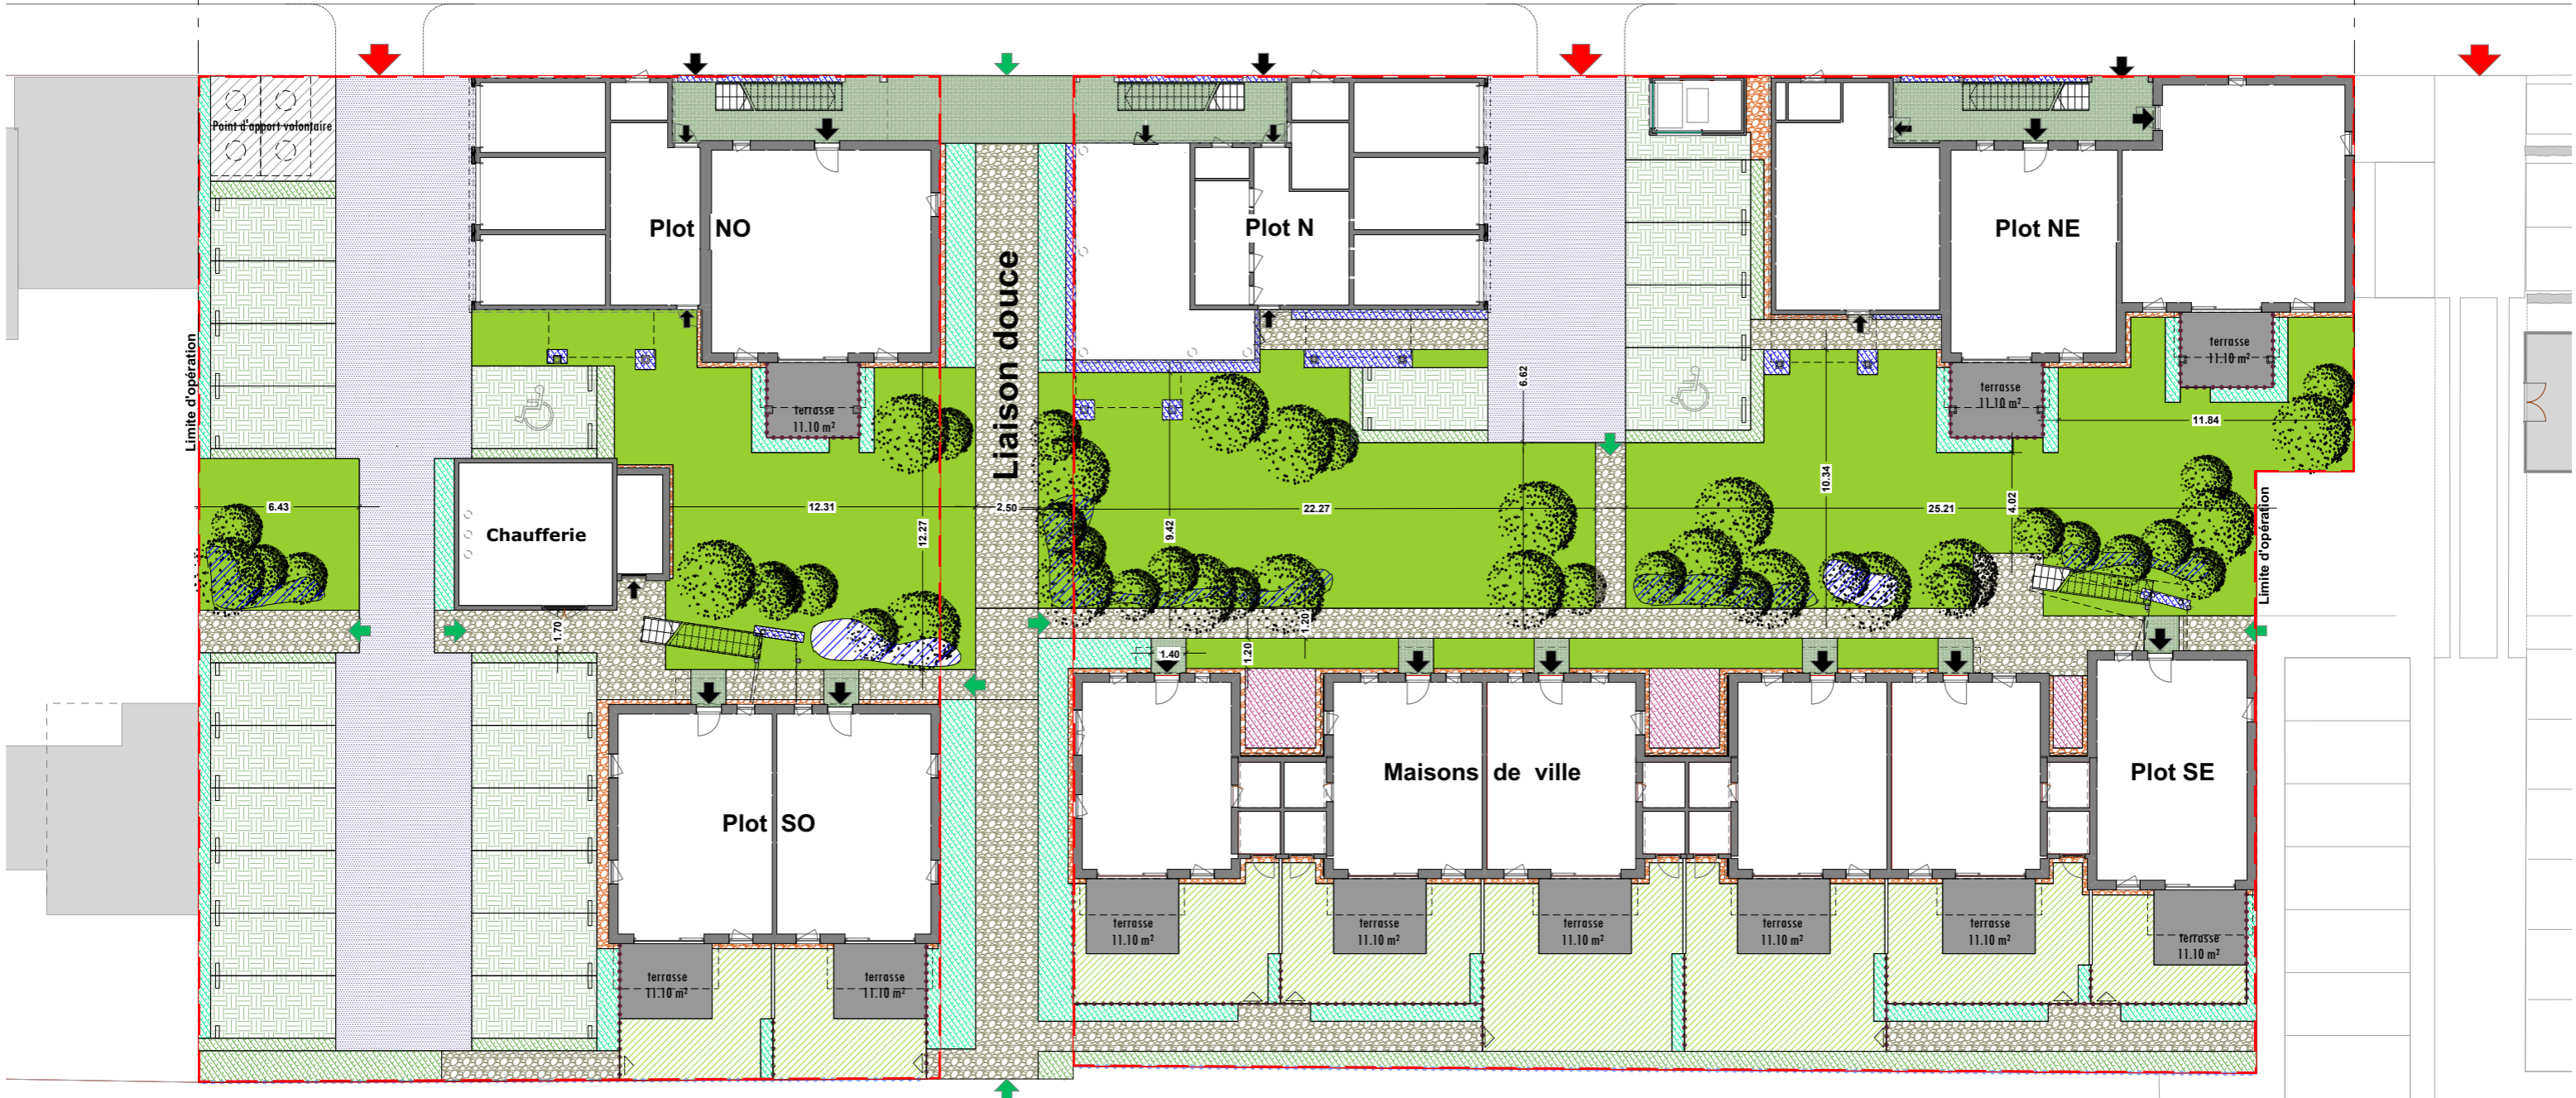 Point d'apport volontaire
Plot NO
Plot N
Plot NE
Liaison douce
Limite d'opération
terrasse
11.10 m²
terrasse
11.10 m²
terrasse
11.10 m²
6.62
11.84
10.34
4.02
6.43
12.31
2.50
22.27
25.21
12.27
9.42
Chaufferie
Limite d'opération
1.70
1.20
1.20
1.40
Maisons de ville
Plot SE
Plot SO
terrasse
11.10 m²
terrasse
11.10 m²
terrasse
11.10 m²
terrasse
11.10 m²
terrasse
11.10 m²
terrasse
11.10 m²
terrasse
11.10 m²
terrasse
11.10 m²